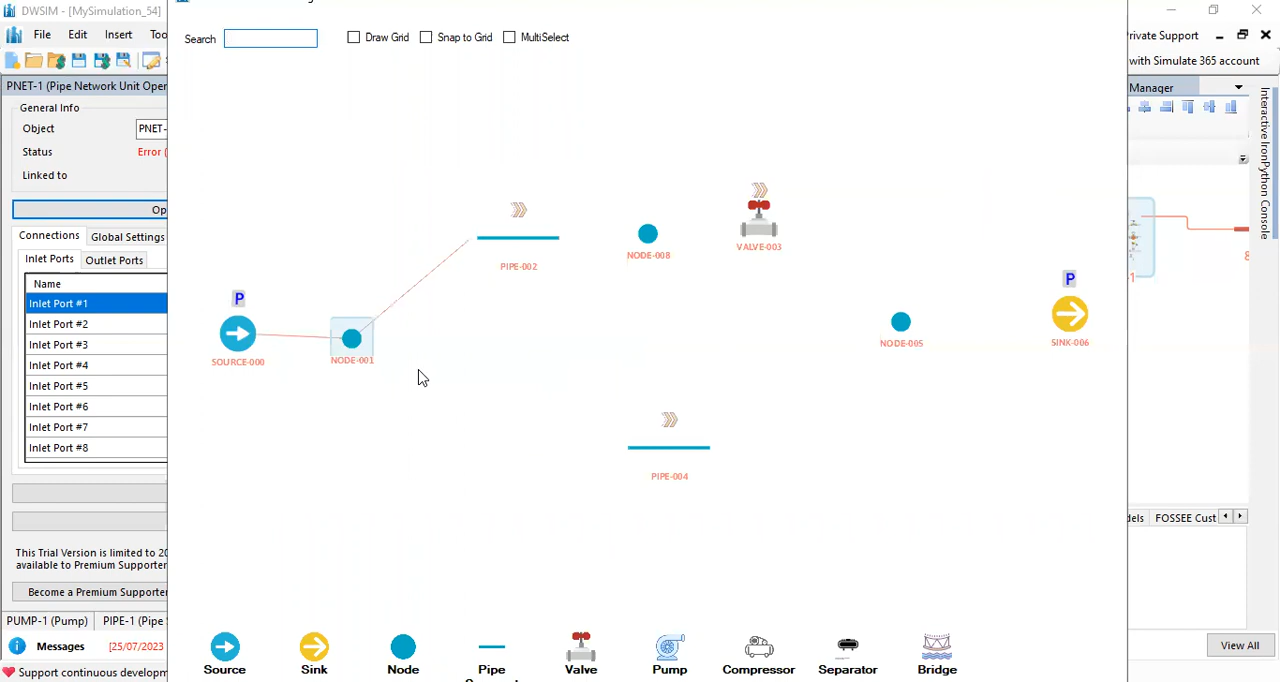 DWSIM - [MySimulation_54]
File Edit Insert
Private Support
with Simulate 365 account
PNET-1 (Pipe Network Unit
General Info
Object
PNET-
Status
Error
Linked to
Connections
Global Settings
Inlet Ports
Outlet Ports
Name
Inlet Port #1
Inlet Port #2
Inlet Port #3
Inlet Port #4
Inlet Port #5
Inlet Port #6
Inlet Port #7
Inlet Port #8
This Trial Version is limited to
available to Premium Supporter
Become a Premium Supporter
PUMP-1 (Pump)
PIPE-1 (Pipe
Messages
[25/07/2023
Support continuous
Search
Draw Grid
Snap to Grid
MultiSelect
PIPE-002
NODE-008
VALVE-003
P
SOURCE-000
NODE-001
NODE-005
P
SINK-006
PIPE-004
Source
Sink
Node
Pipe
Valve
Pump
Compressor
Separator
Bridge
Manager
Interactive IronPython Console
FOSSEE Cust
View All